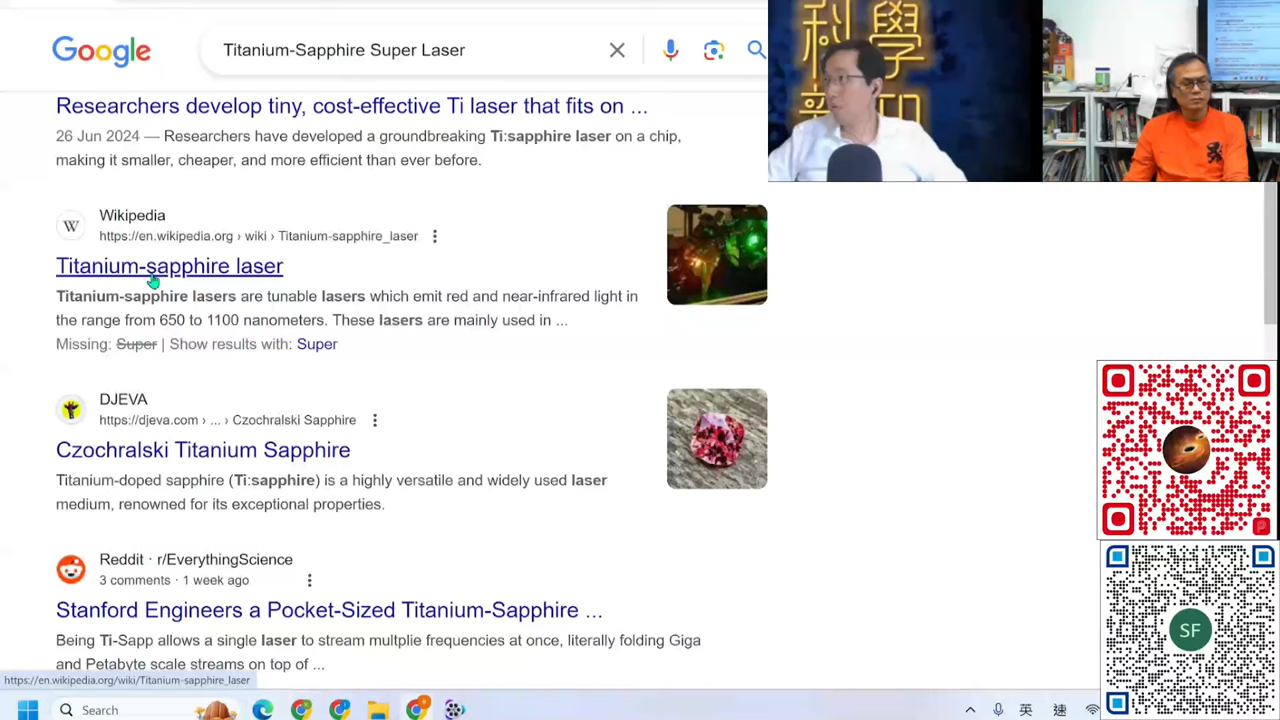 Google
Titanium-Sapphire Super Laser
Researchers develop tiny, cost-effective Ti laser that fits on ...
26 Jun 2024 — Researchers have developed a groundbreaking Ti:sapphire laser on a chip,
making it smaller, cheaper, and more efficient than ever before.
W
Wikipedia
https://en.wikipedia.org › wiki › Titanium-sapphire_laser
Titanium-sapphire laser
Titanium-sapphire lasers are tunable lasers which emit red and near-infrared light in
the range from 650 to 1100 nanometers. These lasers are mainly used in ...
Missing: Super | Show results with: Super
DJEVA
https://djeva.com › ... › Czochralski Sapphire
Czochralski Titanium Sapphire
Titanium-doped sapphire (Ti:sapphire) is a highly versatile and widely used laser
medium, renowned for its exceptional properties.
Reddit · r/EverythingScience
3 comments · 1 week ago
Stanford Engineers a Pocket-Sized Titanium-Sapphire ...
Being Ti-Sapp allows a single laser to stream multplie frequencies at once, literally folding Giga
and Petabyte scale streams on top of ...
https://en.wikipedia.org/wiki/Titanium-sapphire_laser
Search
英
速
科學
SF